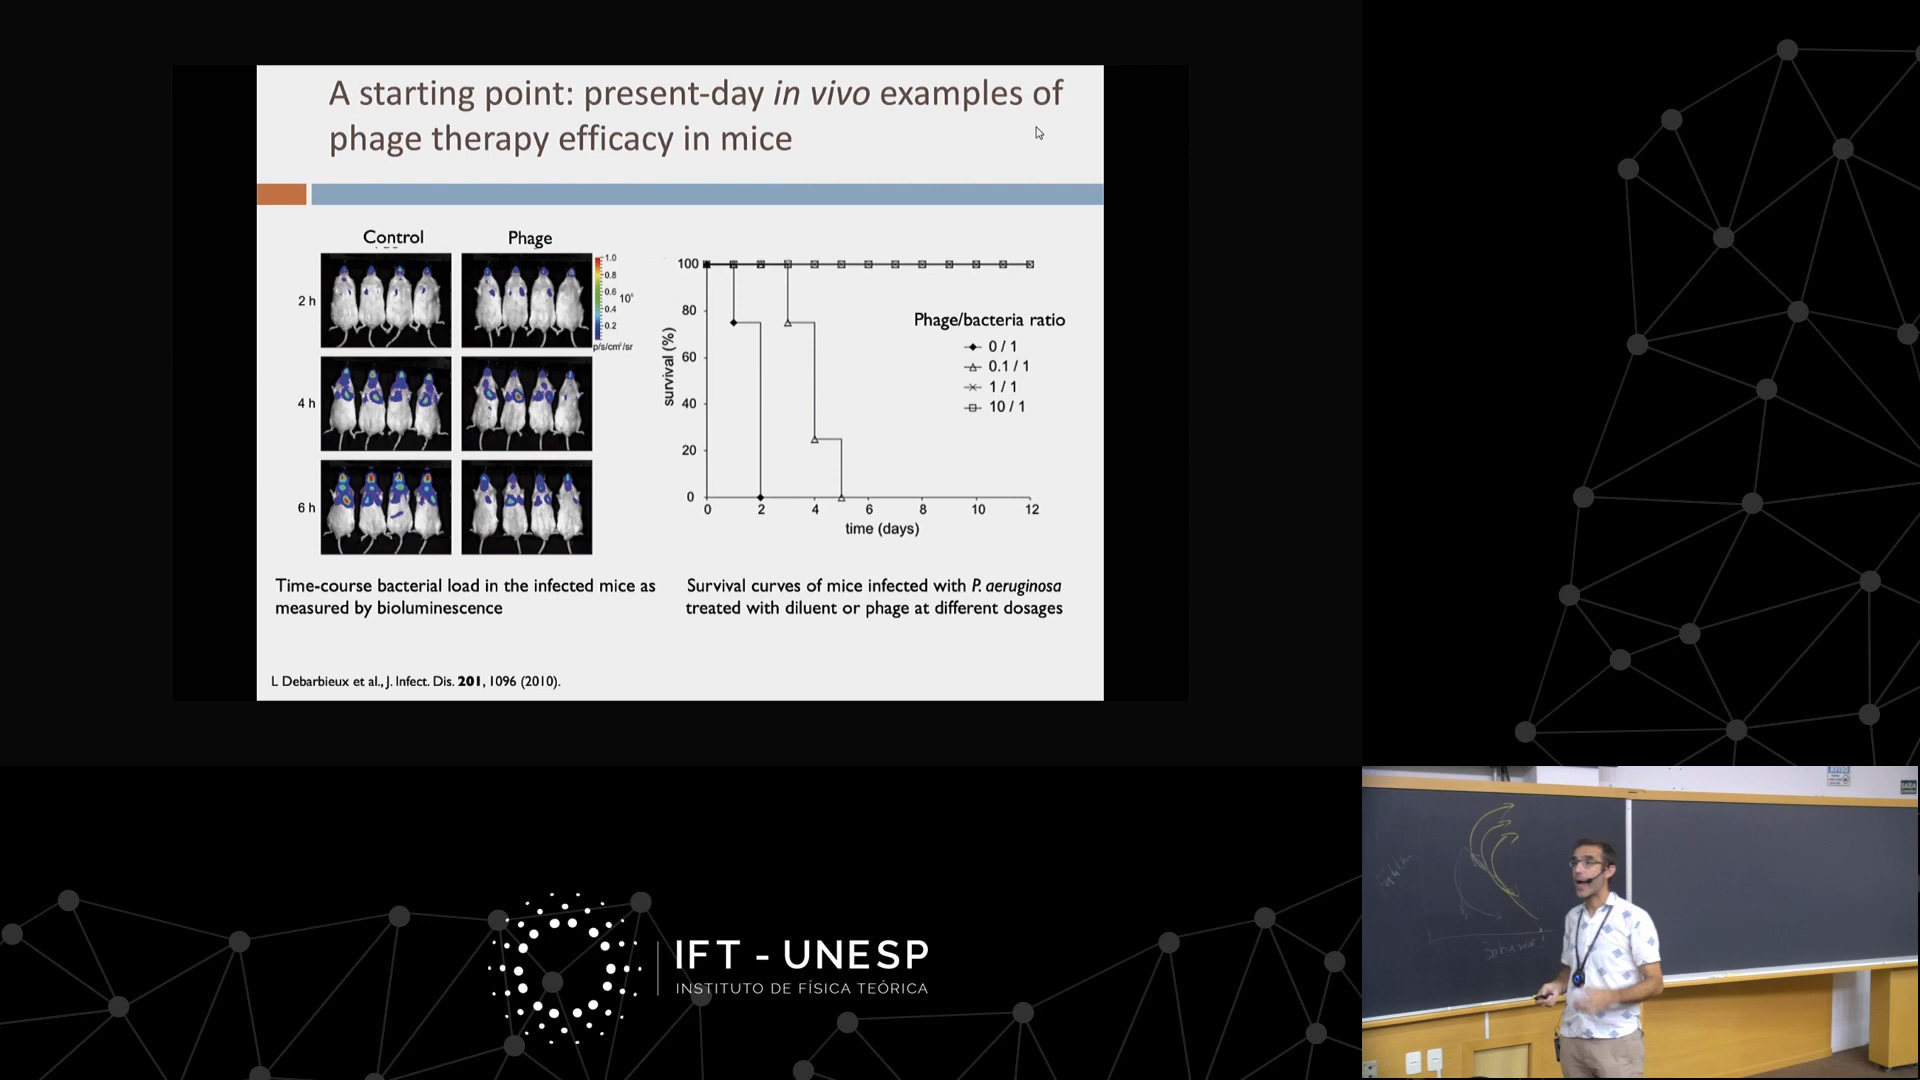 A starting point: present-day in vivo examples of
phage therapy efficacy in mice
Control
Phage
2 h
4 h
6 h
1.0
0.8
0.6
0.4
0.2
10⁶
p/s/cm²/sr
100
80
60
40
20
0
survival (%)
0 2 4 6 8 10 12
time (days)
Phage/bacteria ratio
0 / 1
0.1 / 1
1 / 1
10 / 1
Time-course bacterial load in the infected mice as
measured by bioluminescence
Survival curves of mice infected with P. aeruginosa
treated with diluent or phage at different dosages
L Debarbieux et al., J. Infect. Dis. 201, 1096 (2010).
IFT - UNESP
INSTITUTO DE FÍSICA TEÓRICA